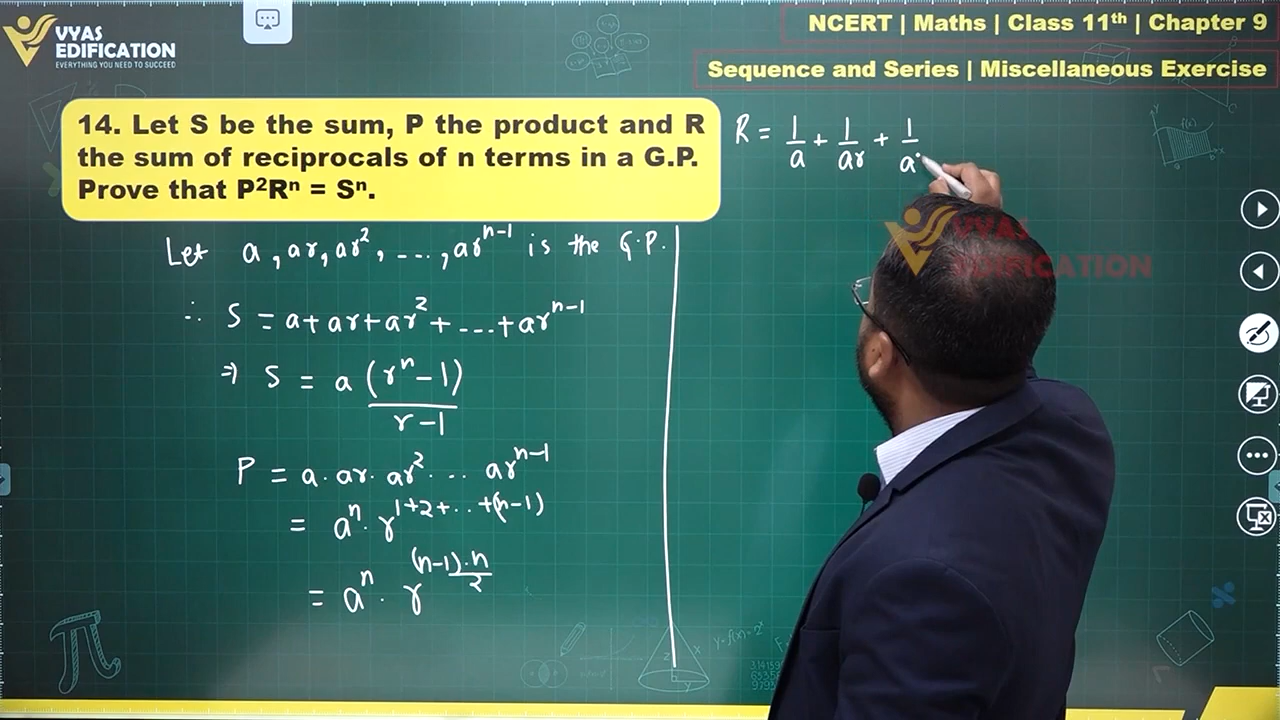 VYAS
EDIFICATION
EVERYTHING YOU NEED TO SUCCEED
NCERT | Maths | Class 11th | Chapter 9
Sequence and Series | Miscellaneous Exercise
14. Let S be the sum, P the product and R
the sum of reciprocals of n terms in a G.P.
Prove that P²Rⁿ = Sⁿ.
Let a, ar, ar², ..., arⁿ⁻¹ is the G.P.
∴ S = a + ar + ar² + ... + arⁿ⁻¹
⇒ S = a (rⁿ - 1) / r - 1
P = a · ar · ar² ... arⁿ⁻¹
= aⁿ · r^1+2+...+(n-1)
= aⁿ · r^(n-1)·n/2
R = 1/a + 1/ar + 1/a
VYAS
EDIFICATION